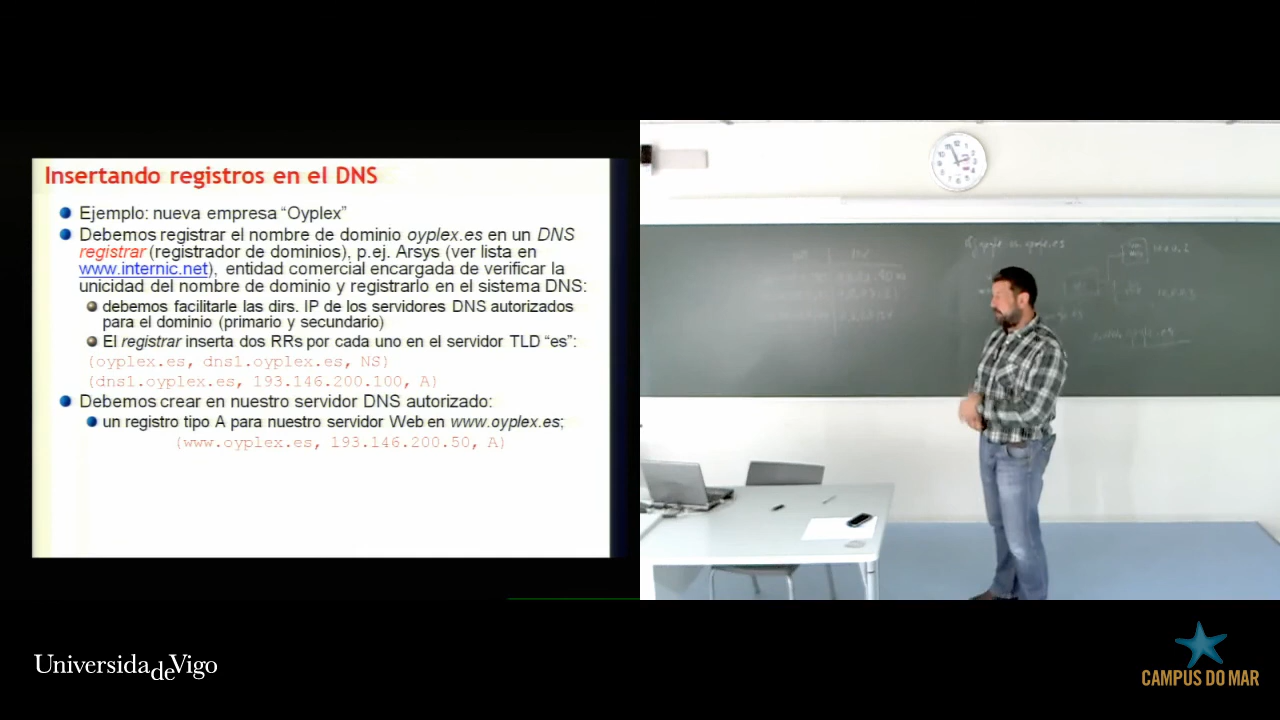 Insertando registros en el DNS
Ejemplo: nueva empresa “Oyplex”
Debemos registrar el nombre de dominio oyplex.es en un DNS
registrar (registrador de dominios), p.ej. Arsys (ver lista en
www.internic.net), entidad comercial encargada de verificar la
unicidad del nombre de dominio y registrarlo en el sistema DNS:
debemos facilitarle las dirs. IP de los servidores DNS autorizados
para el dominio (primario y secundario)
El registrar inserta dos RRs por cada uno en el servidor TLD “es”:
(oyplex.es, dns1.oyplex.es, NS)
(dns1.oyplex.es, 193.146.200.100, A)
Debemos crear en nuestro servidor DNS autorizado:
un registro tipo A para nuestro servidor Web en www.oyplex.es;
(www.oyplex.es, 193.146.200.50, A)
UniversidadeVigo
CAMPUS DO MAR